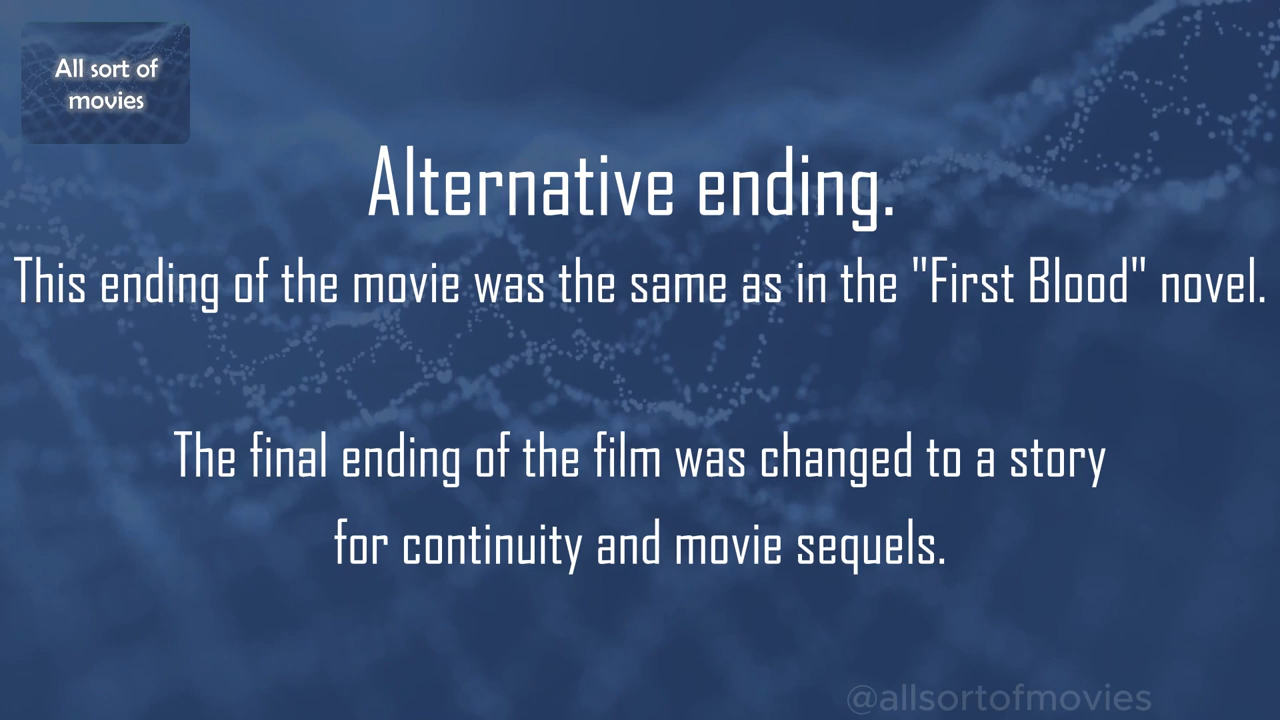 All sort of
movies
Alternative ending.
This ending of the movie was the same as in the "First Blood" novel.
The final ending of the film was changed to a story
for continuity and movie sequels.
@allsortofmovies